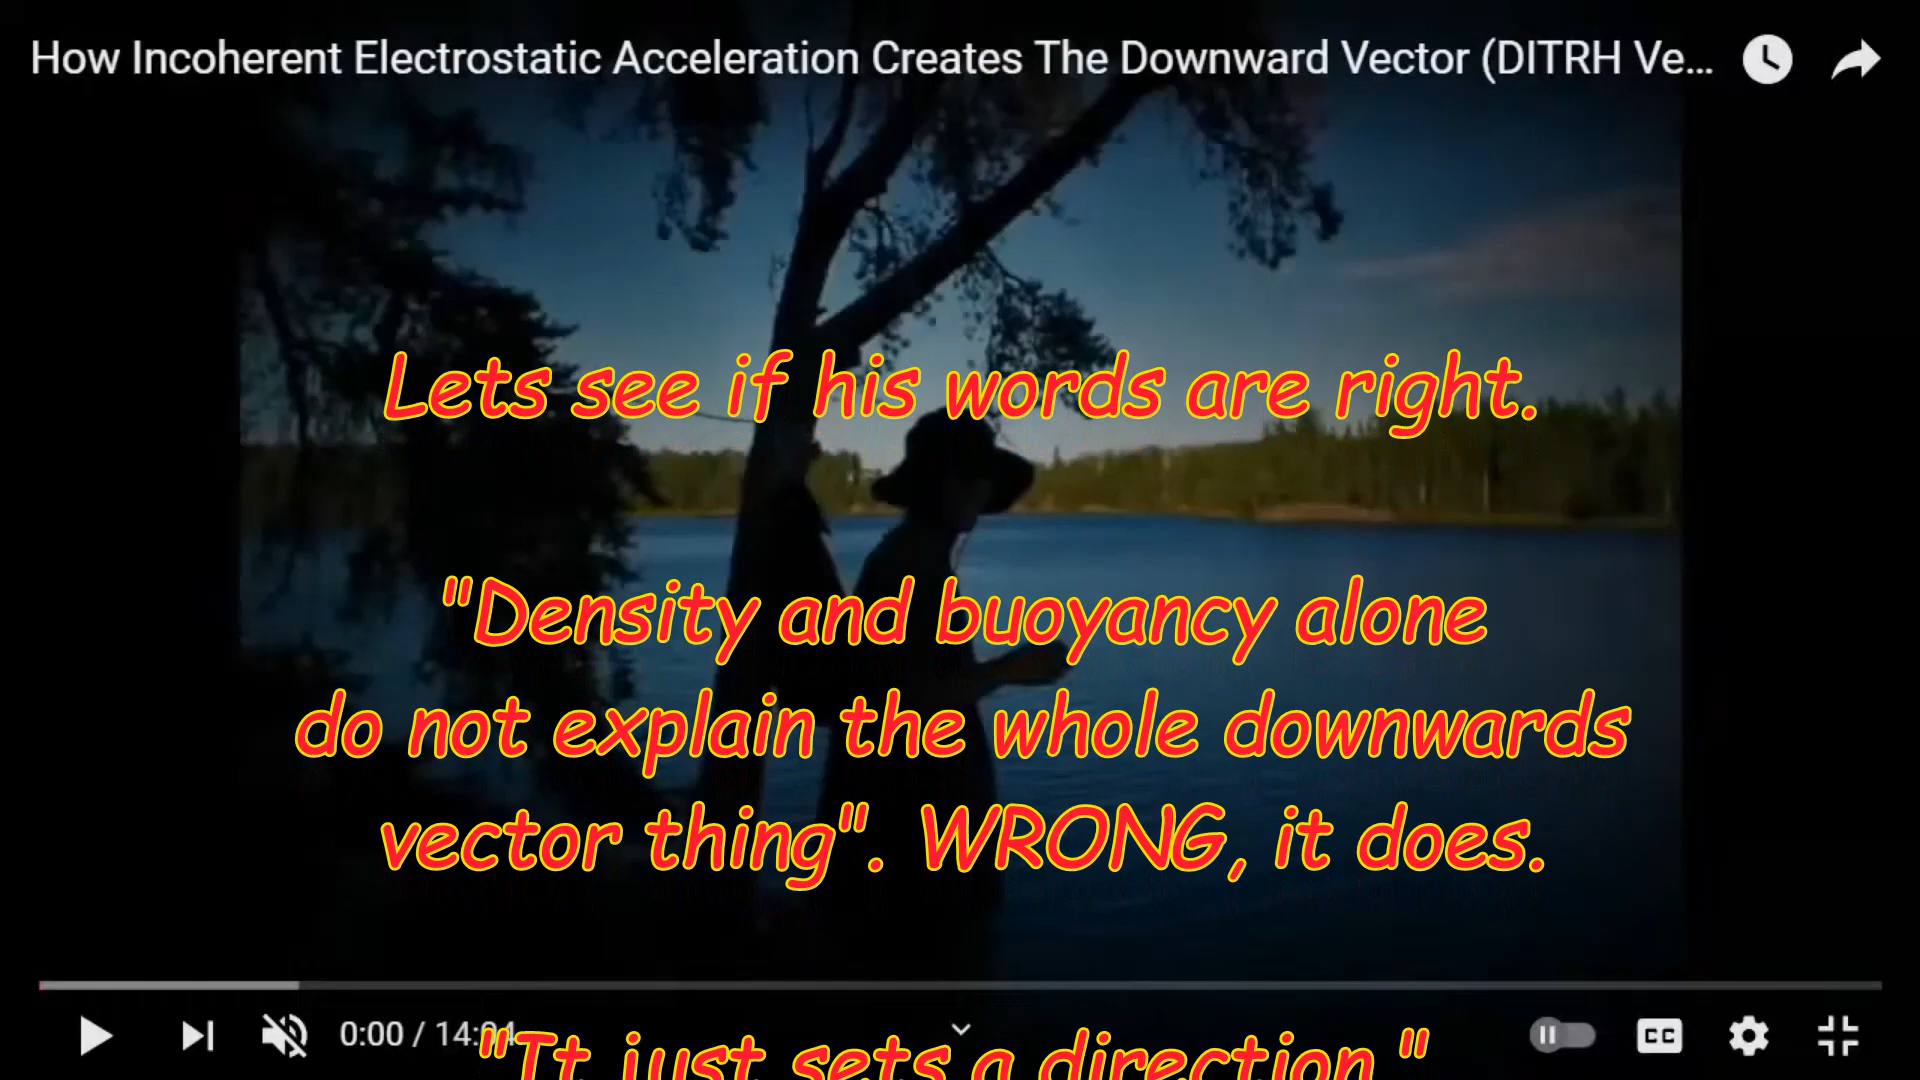 How Incoherent Electrostatic Acceleration Creates The Downward Vector (DITRH Ve...
Lets see if his words are right.
"Density and buoyancy alone
do not explain the whole downwards
vector thing". WRONG, it does.
0:00 / 14:
CC
"It just sets a direction."